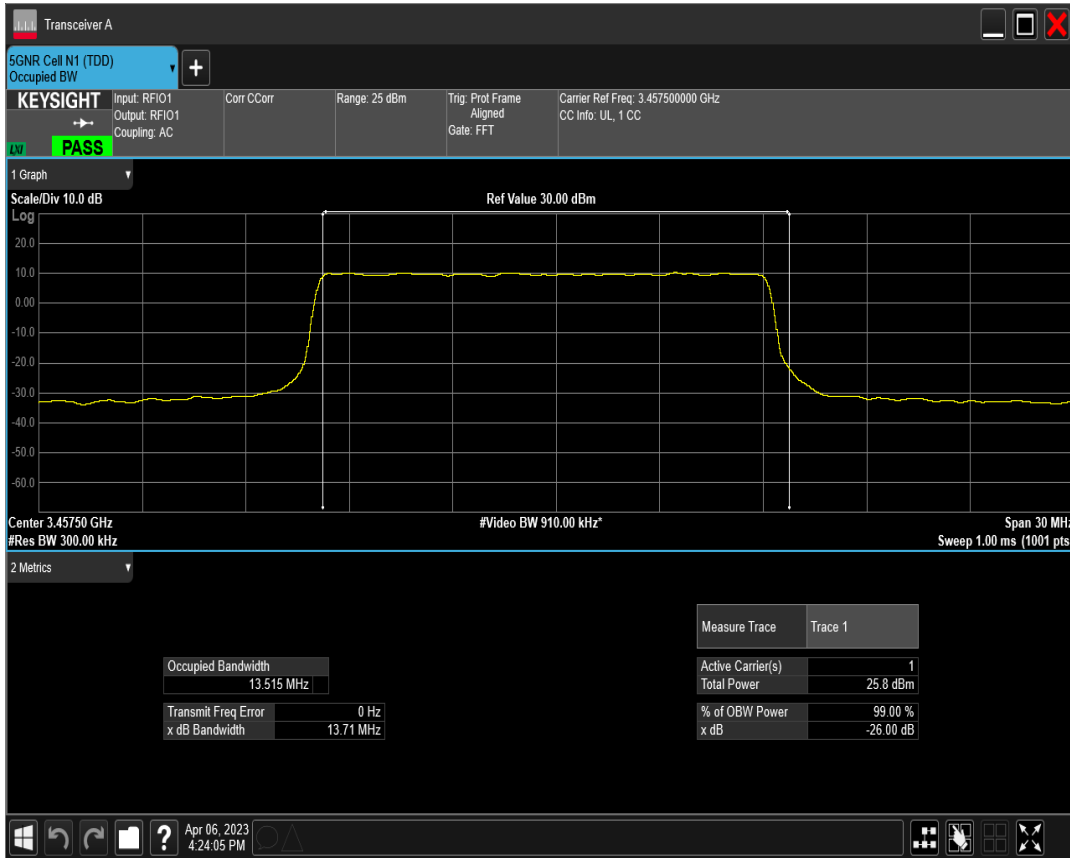 Transceiver A
5GNR Cell N1 (TDD)
Occupied BW
+
KEYSIGHT
LXI
PASS
Input: RFIO1
Output: RFIO1
Coupling: AC
Corr CCorr
Range: 25 dBm
Trig: Prot Frame
Aligned
Gate: FFT
Carrier Ref Freq: 3.457500000 GHz
CC Info: UL, 1 CC
1 Graph
Scale/Div 10.0 dB
Ref Value 30.00 dBm
Log
20.0
10.0
0.00
-10.0
-20.0
-30.0
-40.0
-50.0
-60.0
Center 3.45750 GHz
#Video BW 910.00 kHz*
Span 30 MHz
#Res BW 300.00 kHz
Sweep 1.00 ms (1001 pts
2 Metrics
Measure Trace Trace 1
Occupied Bandwidth
13.515 MHz
Active Carrier(s) 1
Total Power 25.8 dBm
Transmit Freq Error 0 Hz
x dB Bandwidth 13.71 MHz
% of OBW Power 99.00 %
x dB -26.00 dB
?
Apr 06, 2023
4:24:05 PM